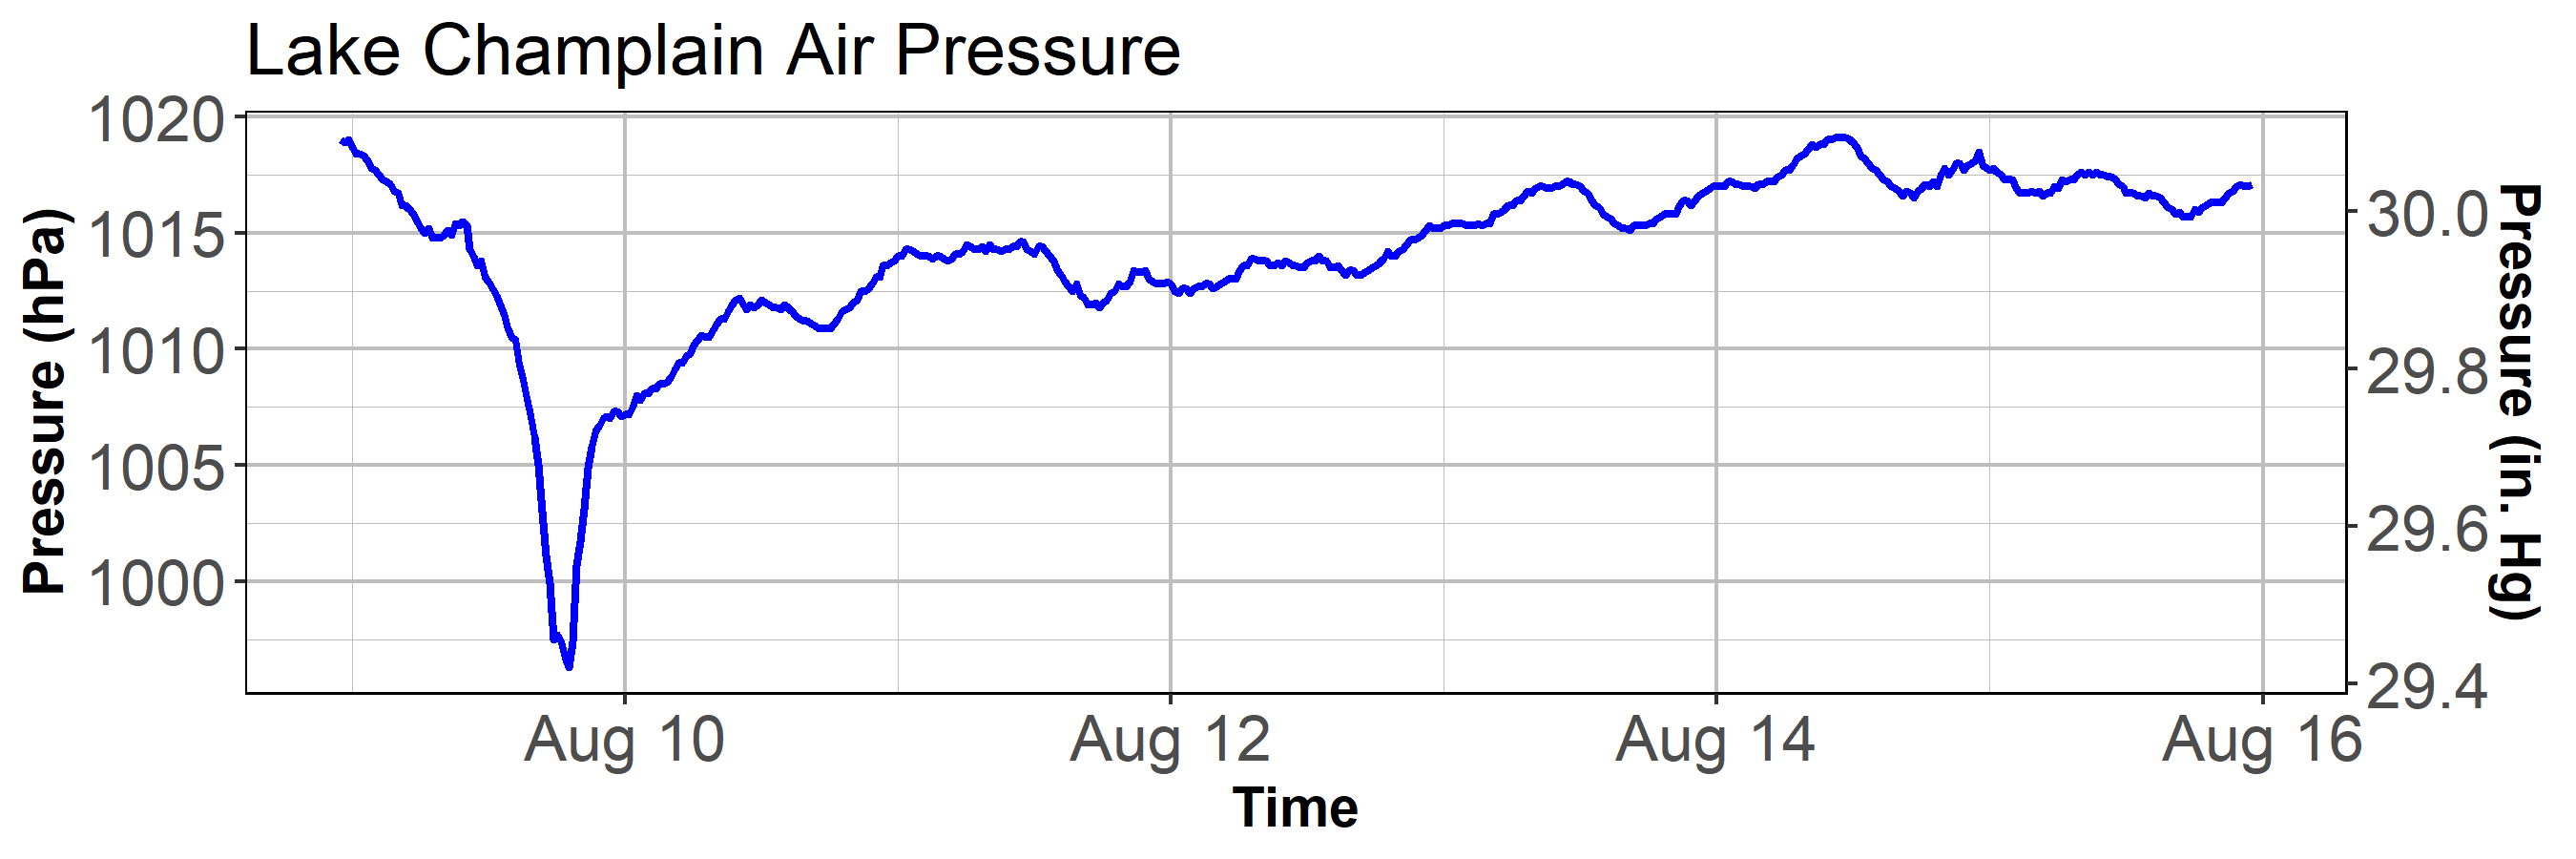 Lake Champlain Air Pressure
Pressure (hPa)
1020
1015
1010
1005
1000
30.0
29.8
29.6
29.4
Pressure (in. Hg)
Aug 10
Aug 12
Aug 14
Aug 16
Time